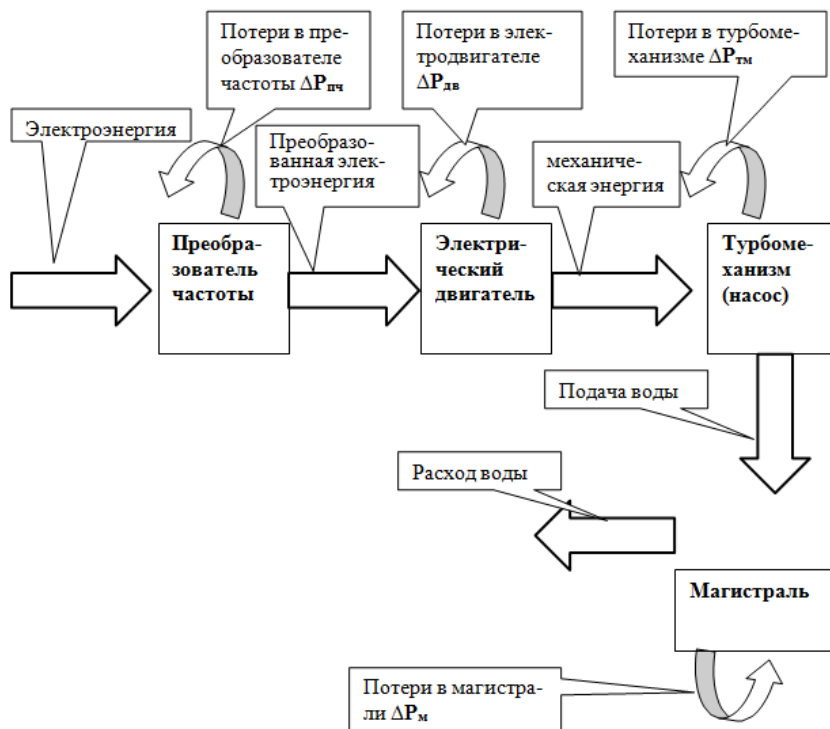 Потери в пре-
образователе
частоты ΔPпч
Потери в элек-
тродвигателе
ΔPдв
Потери в турбоме-
ханизме ΔPтм
Электроэнергия
Преобразо-
ванная элек-
троэнергия
механиче-
ская энергия
Преобра-
зователь
частоты
Электри-
ческий
двигатель
Турбоме-
ханизм
(насос)
Подача воды
Расход воды
Магистраль
Потери в магистра-
ли ΔPм